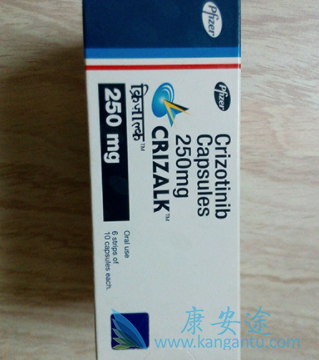 Pfizer
Pfizer
Crizotinib
Capsules
250mg
CRIZALK™
क्रिज़ाल्क™
250 mg
Oral use
6 strips of
10 capsules each.
康安途
www.kangantu.com